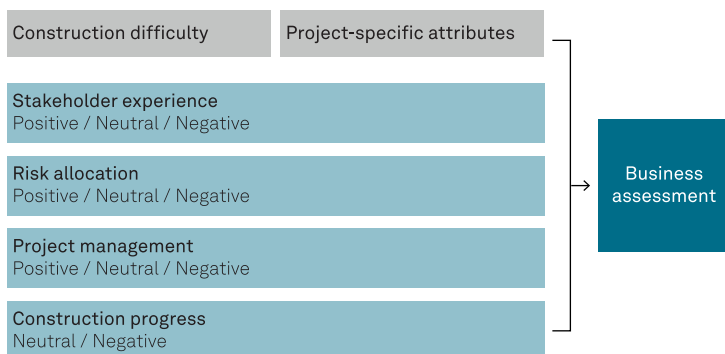 Construction difficulty
Project-specific attributes
Stakeholder experience
Positive / Neutral / Negative
Risk allocation
Positive / Neutral / Negative
Project management
Positive / Neutral / Negative
Construction progress
Neutral / Negative
Business
assessment